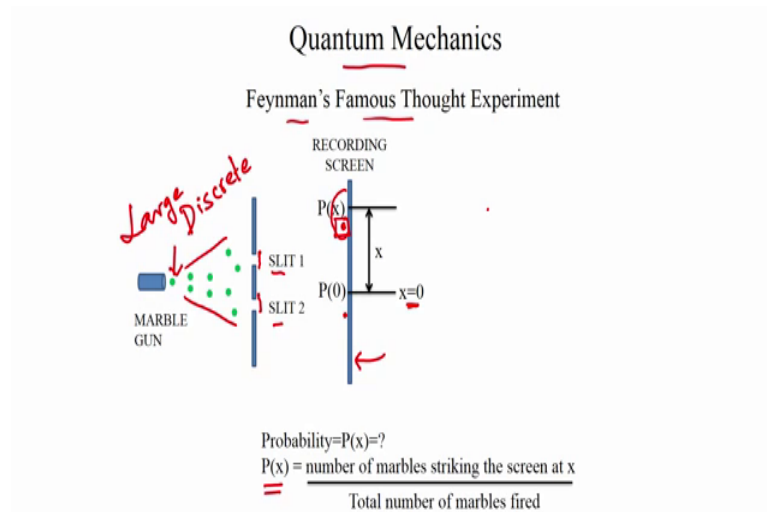 Quantum Mechanics
Feynman's Famous Thought Experiment
RECORDING
SCREEN
Large
Discrete
P(x)
SLIT 1
x
P(0)
x=0
SLIT 2
MARBLE
GUN
Probability=P(x)=?
P(x) = number of marbles striking the screen at x
Total number of marbles fired